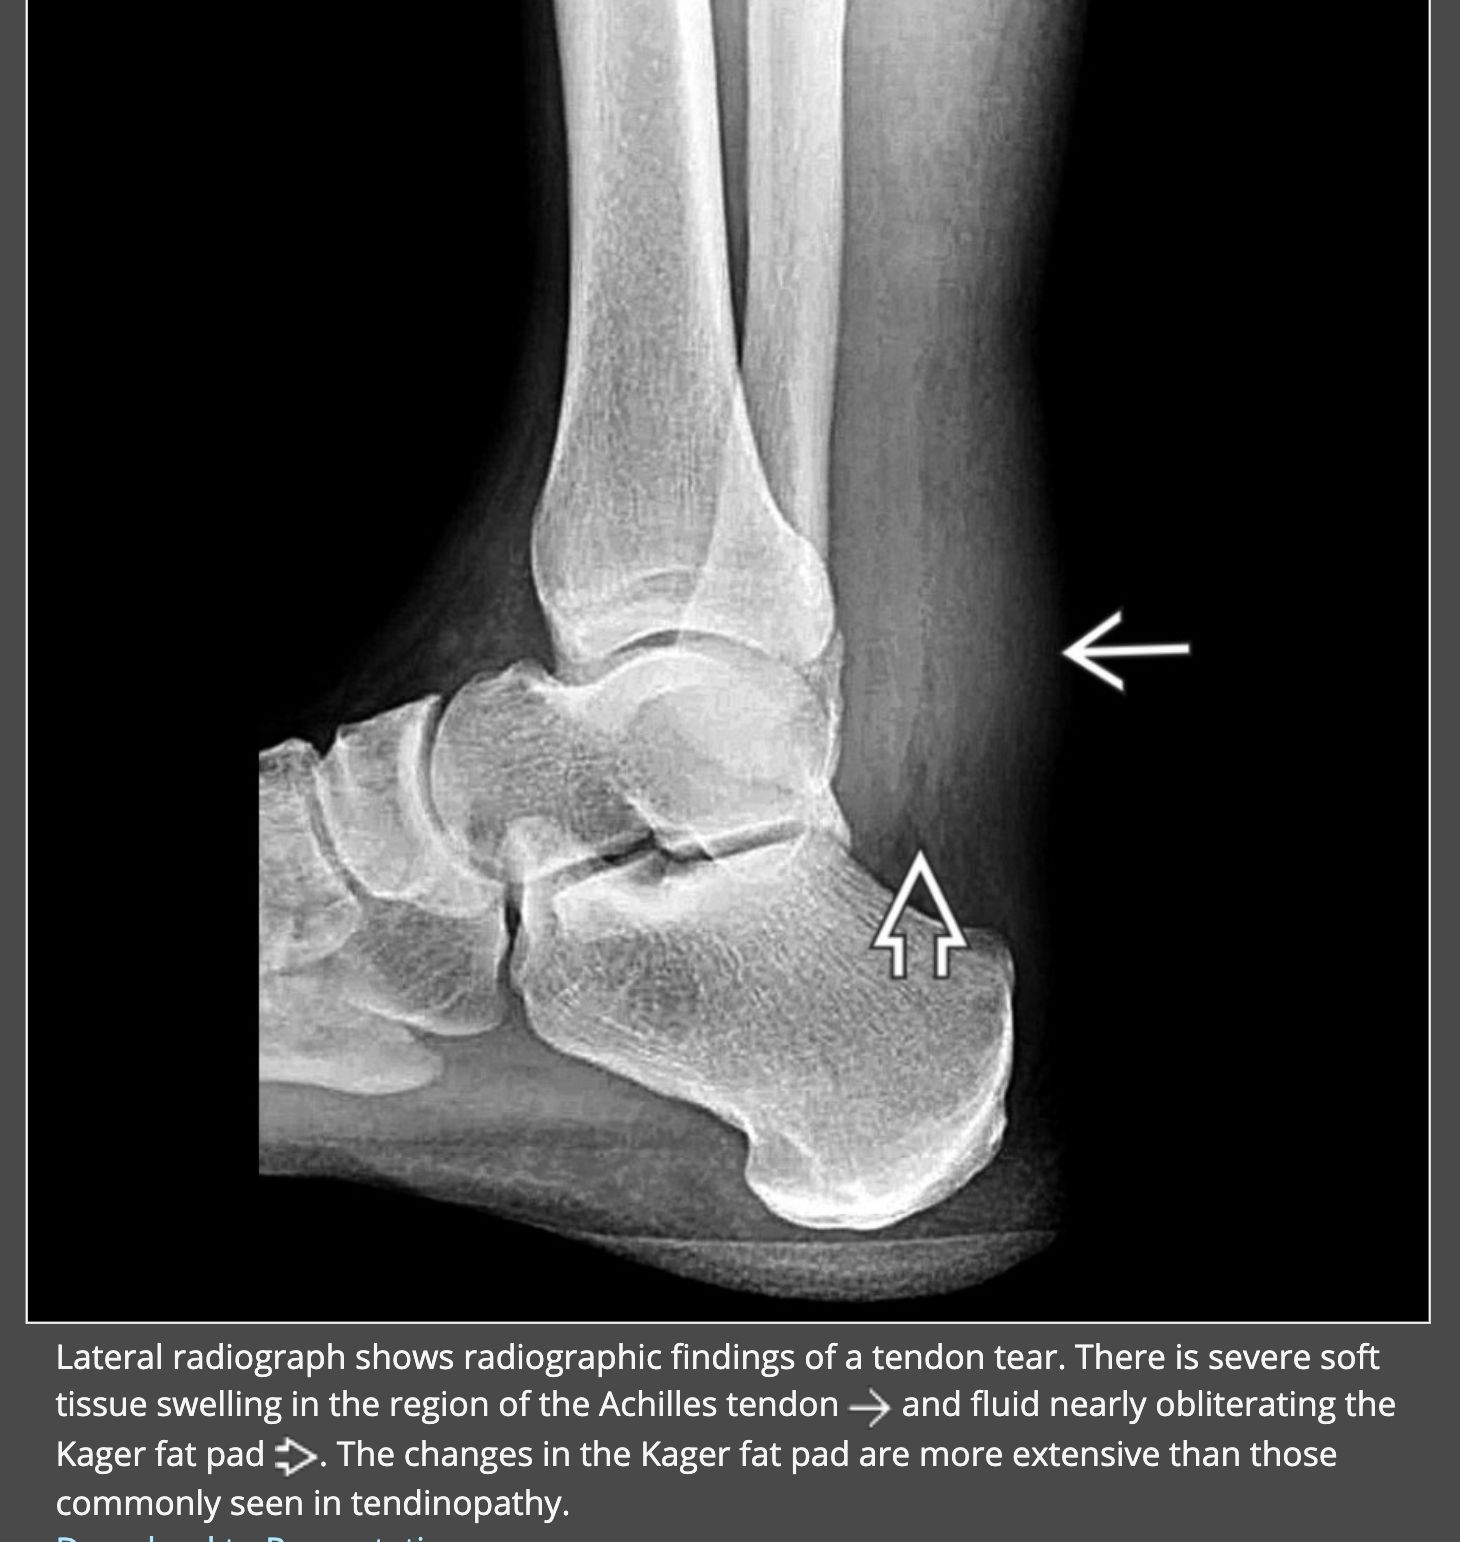 Lateral radiograph shows radiographic findings of a tendon tear. There is severe soft
tissue swelling in the region of the Achilles tendon → and fluid nearly obliterating the
Kager fat pad ⇨. The changes in the Kager fat pad are more extensive than those
commonly seen in tendinopathy.